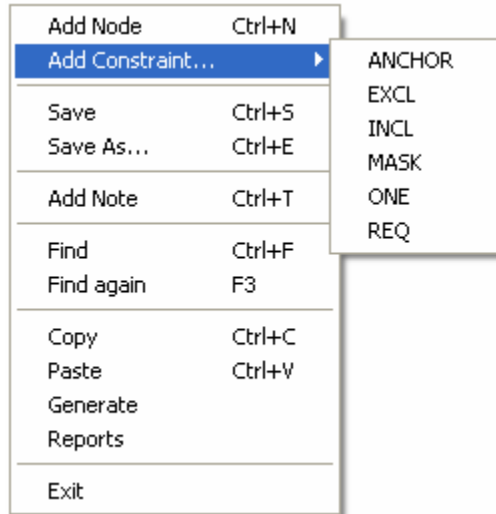 Add Node Ctrl+N
Add Constraint...
Save Ctrl+S
Save As... Ctrl+E
Add Note Ctrl+T
Find Ctrl+F
Find again F3
Copy Ctrl+C
Paste Ctrl+V
Generate
Reports
Exit
ANCHOR
EXCL
INCL
MASK
ONE
REQ